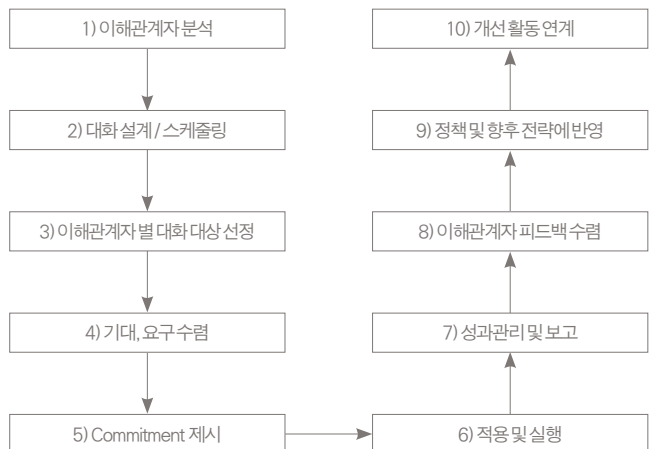 1) 이해관계자 분석
2) 대화 설계 / 스케줄링
3) 이해관계자 별 대화 대상 선정
4) 기대, 요구 수렴
5) Commitment 제시
6) 적용 및 실행
7) 성과관리 및 보고
8) 이해관계자 피드백 수렴
9) 정책 및 향후 전략에 반영
10) 개선 활동 연계